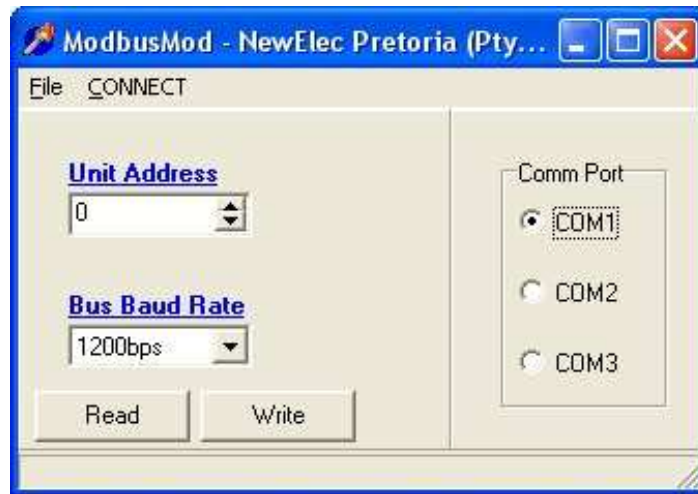 ModbusMod - NewElec Pretoria (Pty...
File CONNECT
Unit Address
0
Bus Baud Rate
1200bps
Read Write
Comm Port
COM1
COM2
COM3